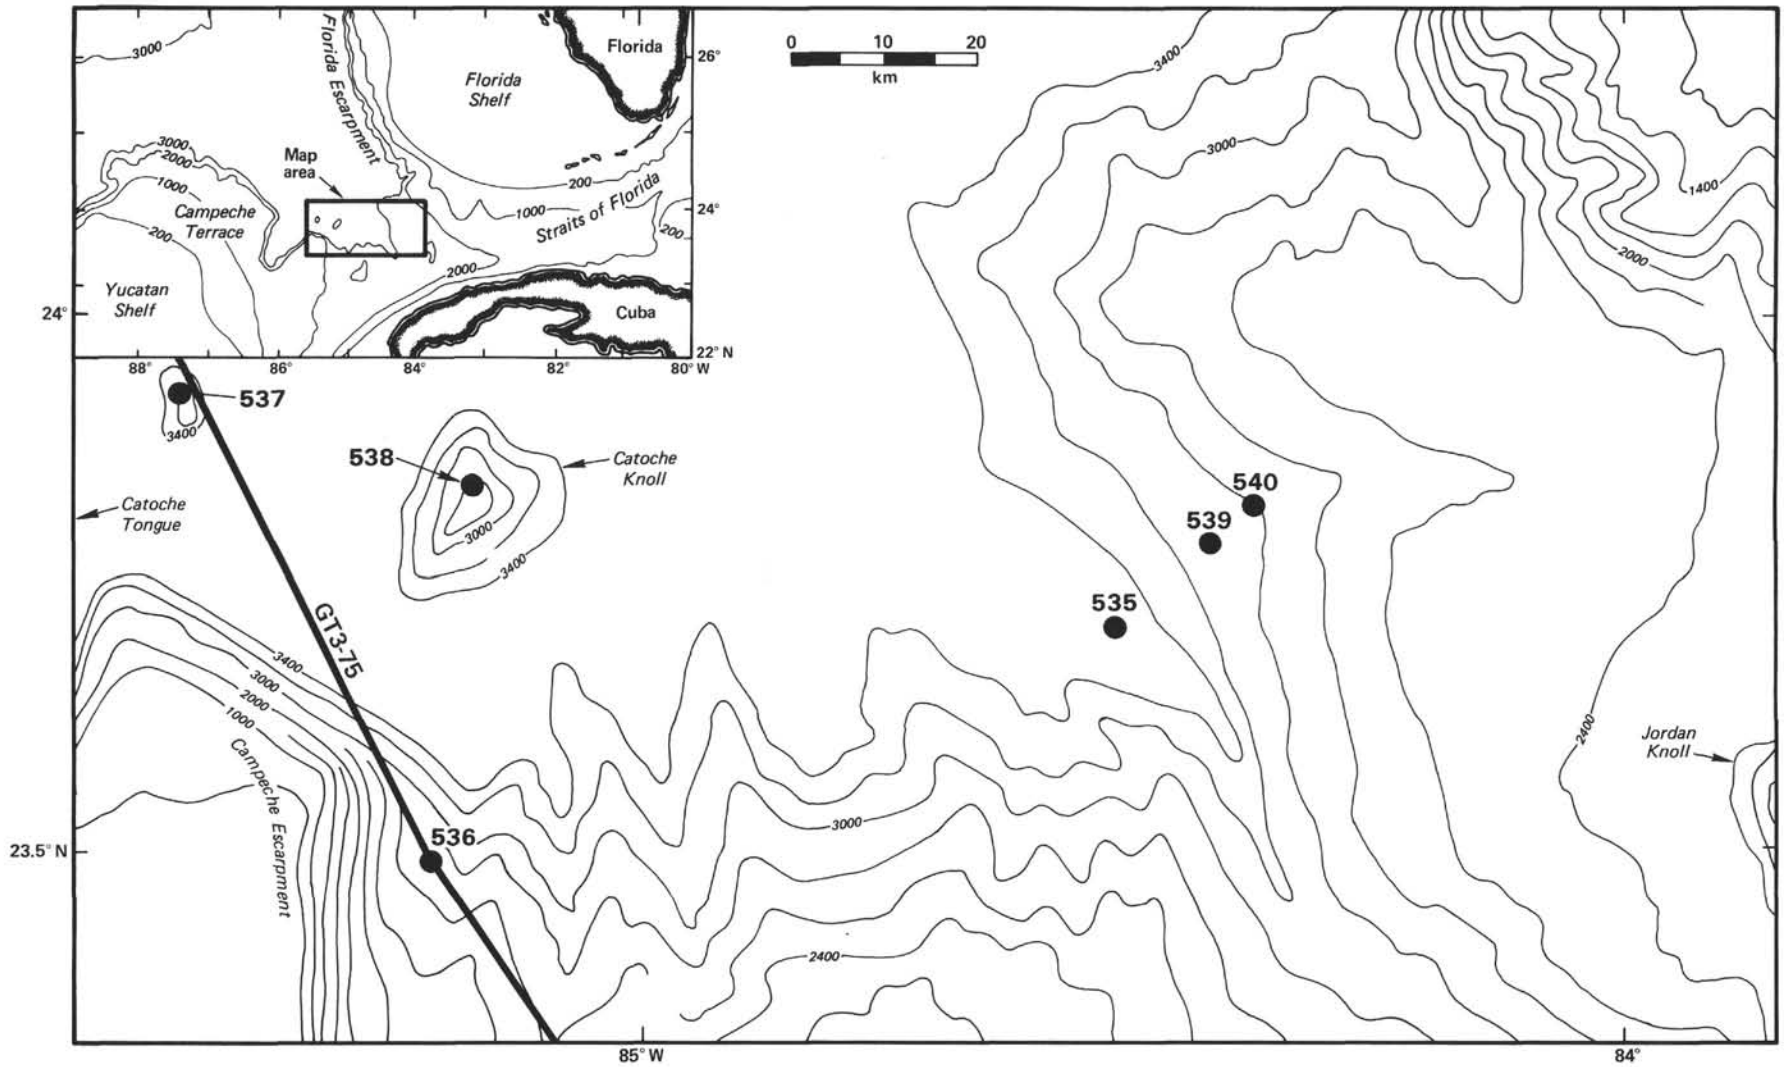 3000
Florida Escarpment
Florida
Shelf
Florida
26°
3000
2000
1000
Map
area
200
1000
Straits of Florida
24°
200
Campeche
Terrace
200
2000
Yucatan
Shelf
Cuba
24°
88°
86°
84°
82°
80°
W
22° N
0
10
20
km
3400
3000
1400
2000
537
3400
538
Catoche
Knoll
3000
3400
Catoche
Tongue
540
539
535
GT3-75
3400
3000
2000
1000
Campeche Escarpment
536
3000
2400
2400
Jordan
Knoll
23.5° N
85° W
84°